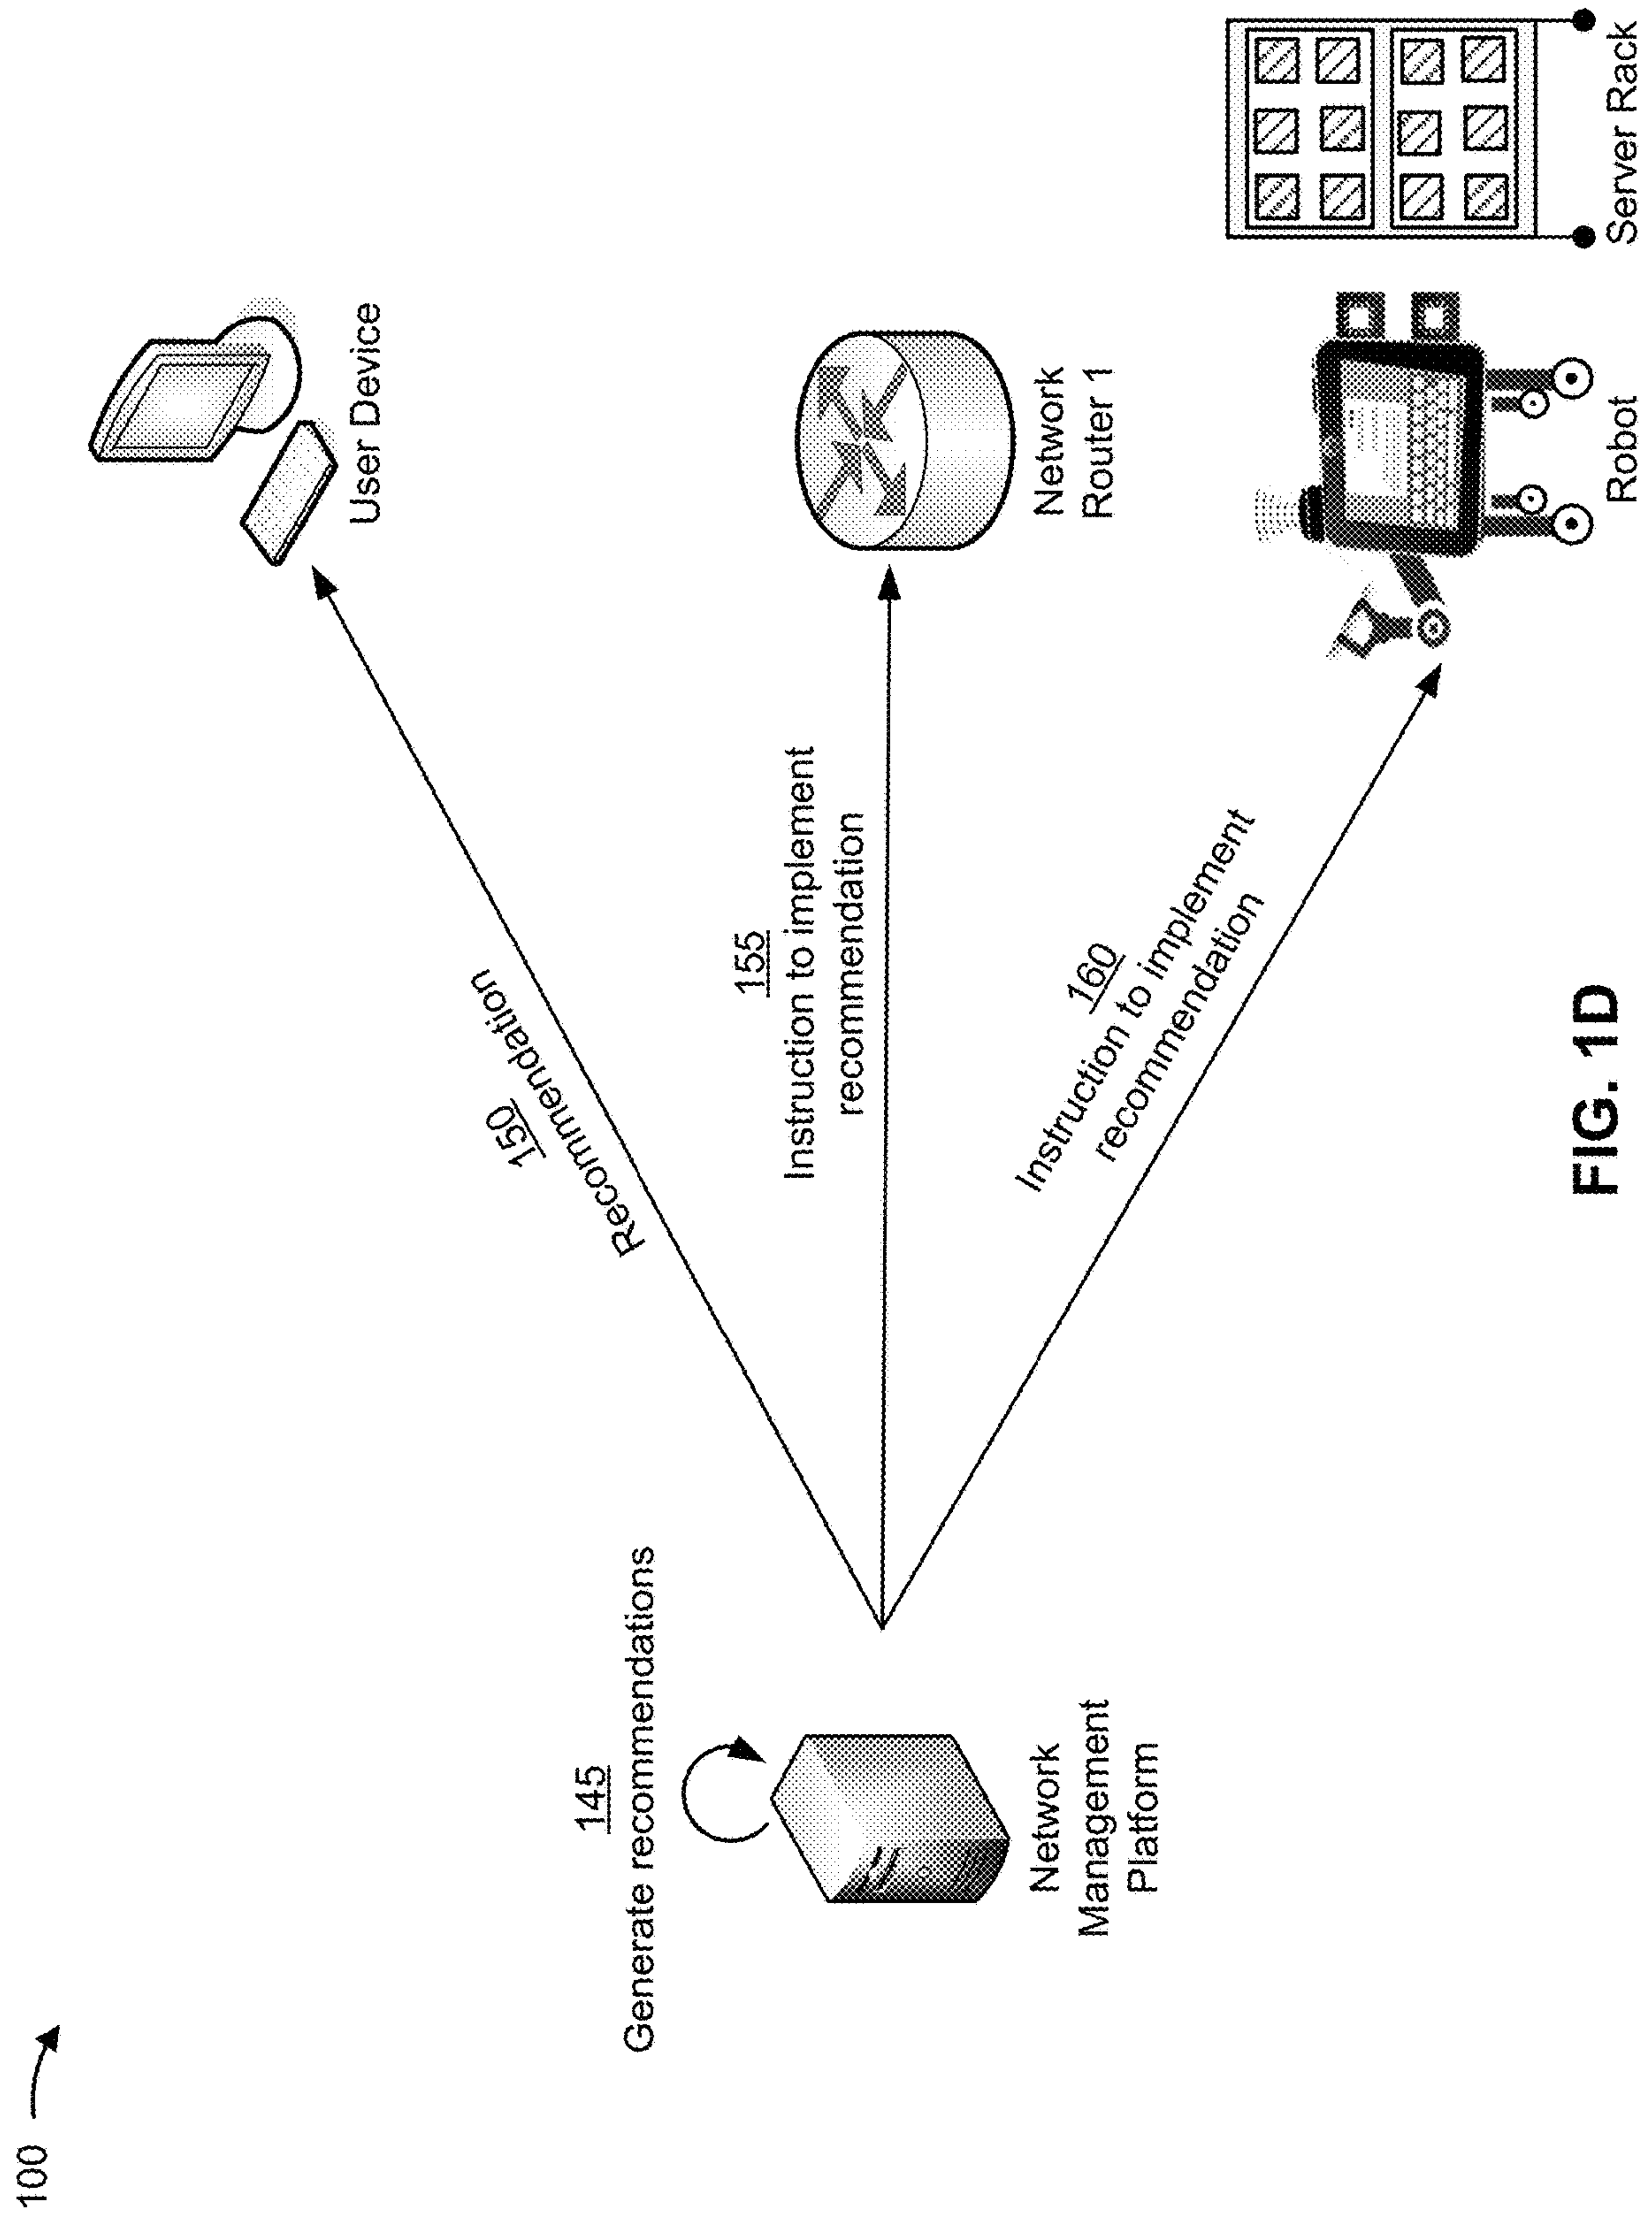 100
145
Generate recommendations
Network
Management
Platform
150
Recommendation
User Device
155
Instruction to implement
recommendation
Network
Router 1
160
Instruction to implement
recommendation
Robot
Server Rack
FIG. 1D